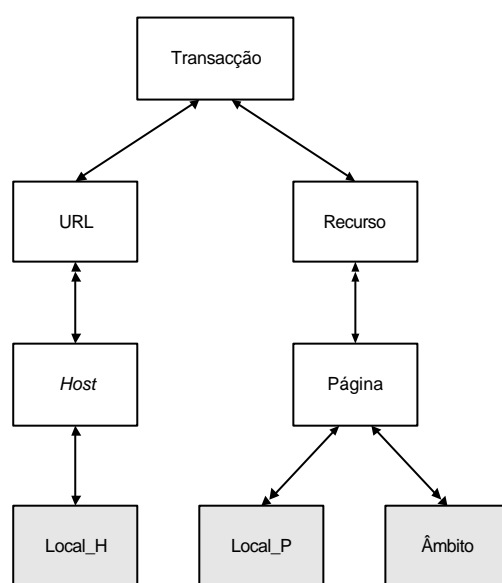 Transacção
URL
Recurso
Host
Página
Local_H
Local_P
Âmbito